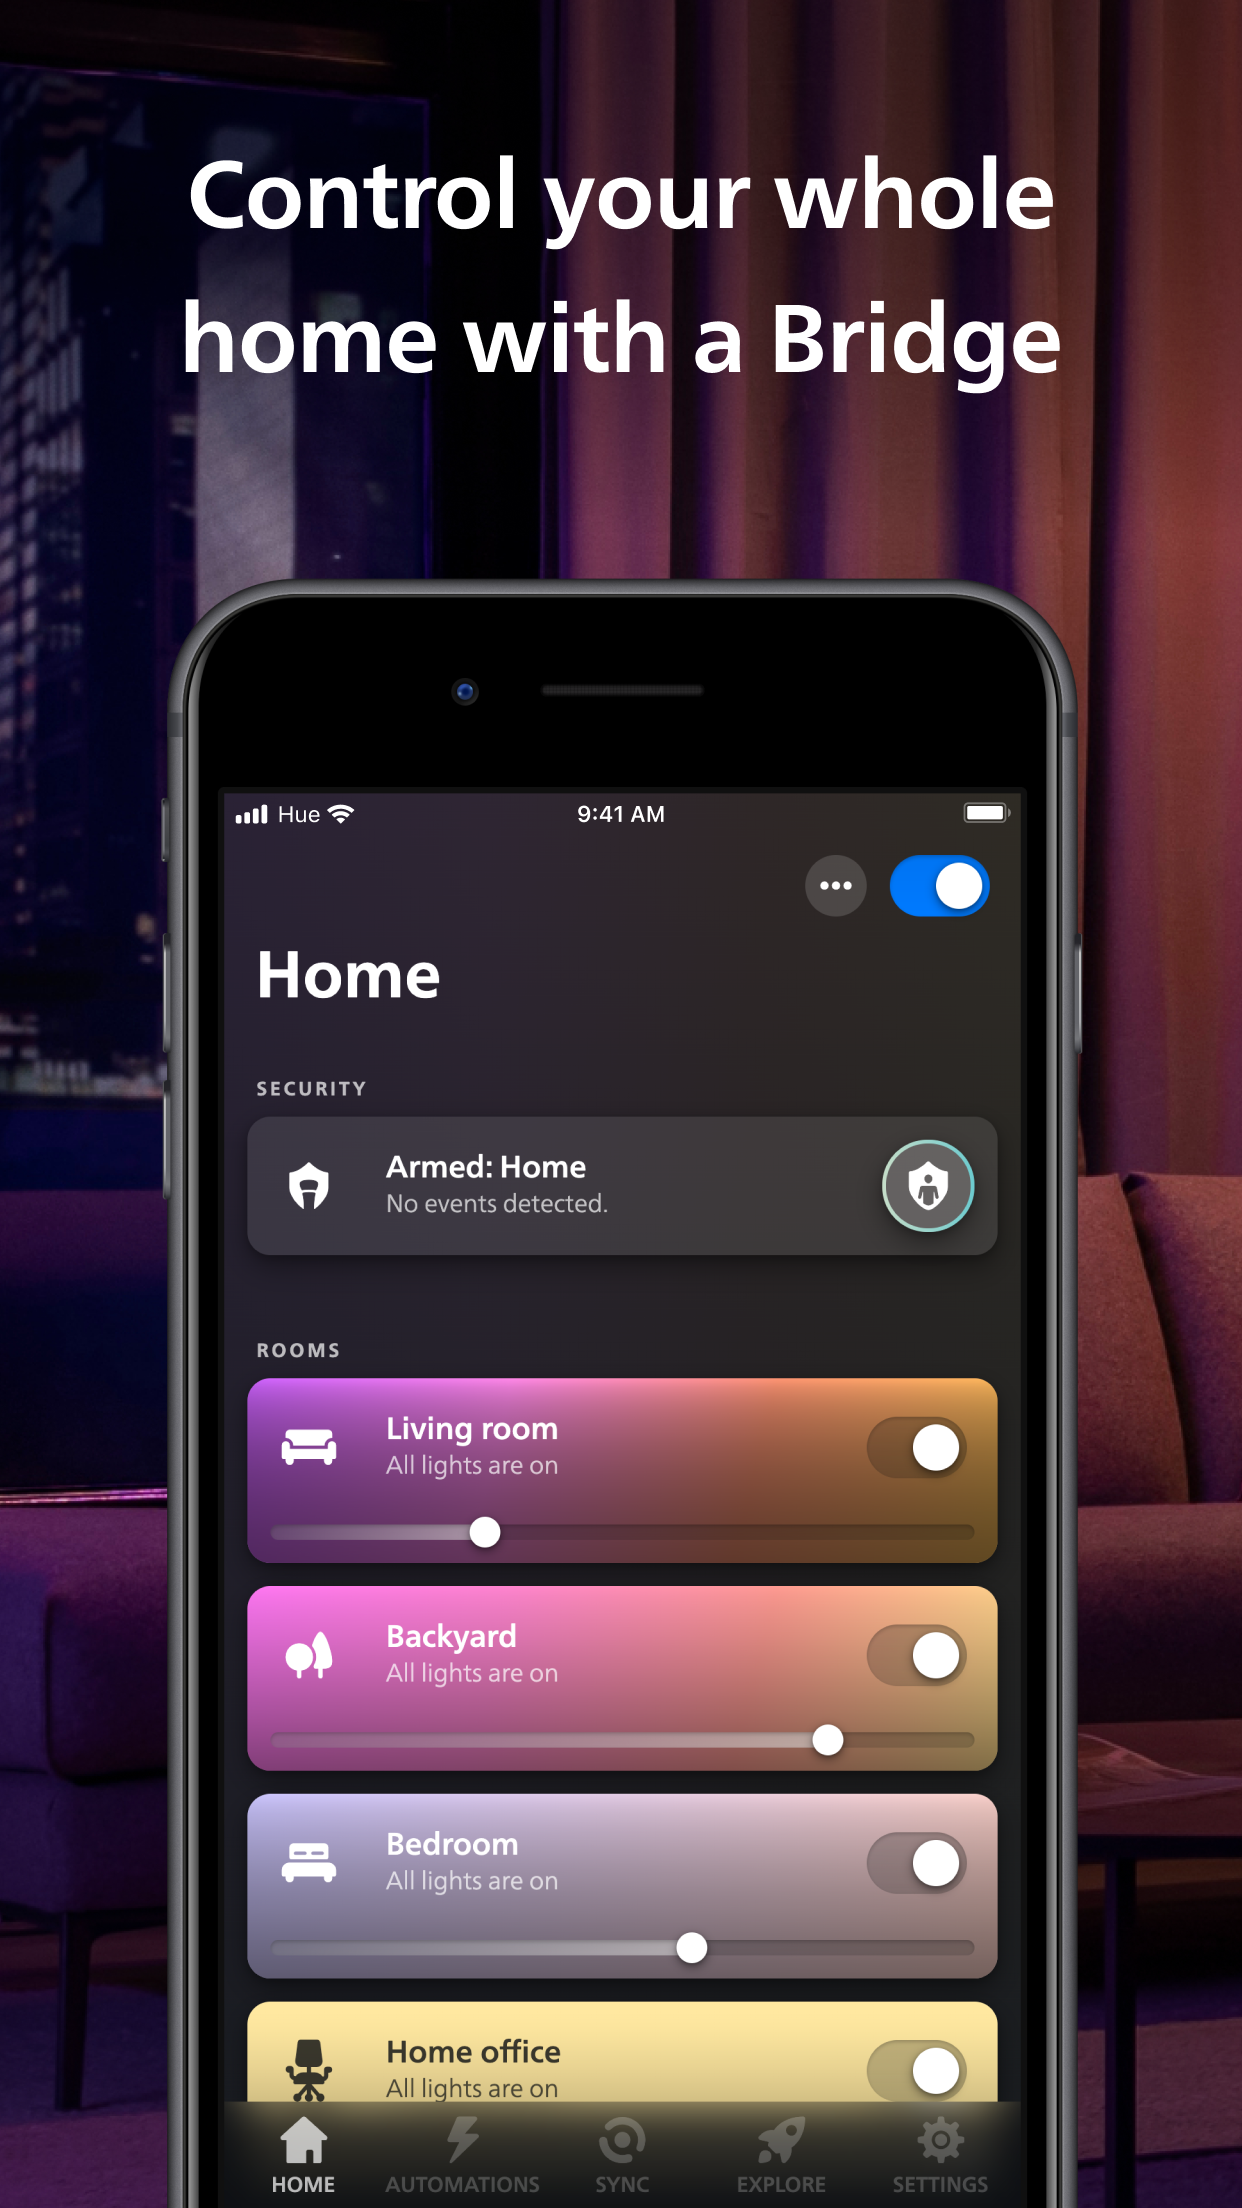 Control your whole
home with a Bridge
Hue 9:41 AM
Home
SECURITY
Armed: Home
No events detected.
ROOMS
Living room
All lights are on
Backyard
All lights are on
Bedroom
All lights are on
Home office
All lights are on
HOME AUTOMATIONS SYNC EXPLORE SETTINGS